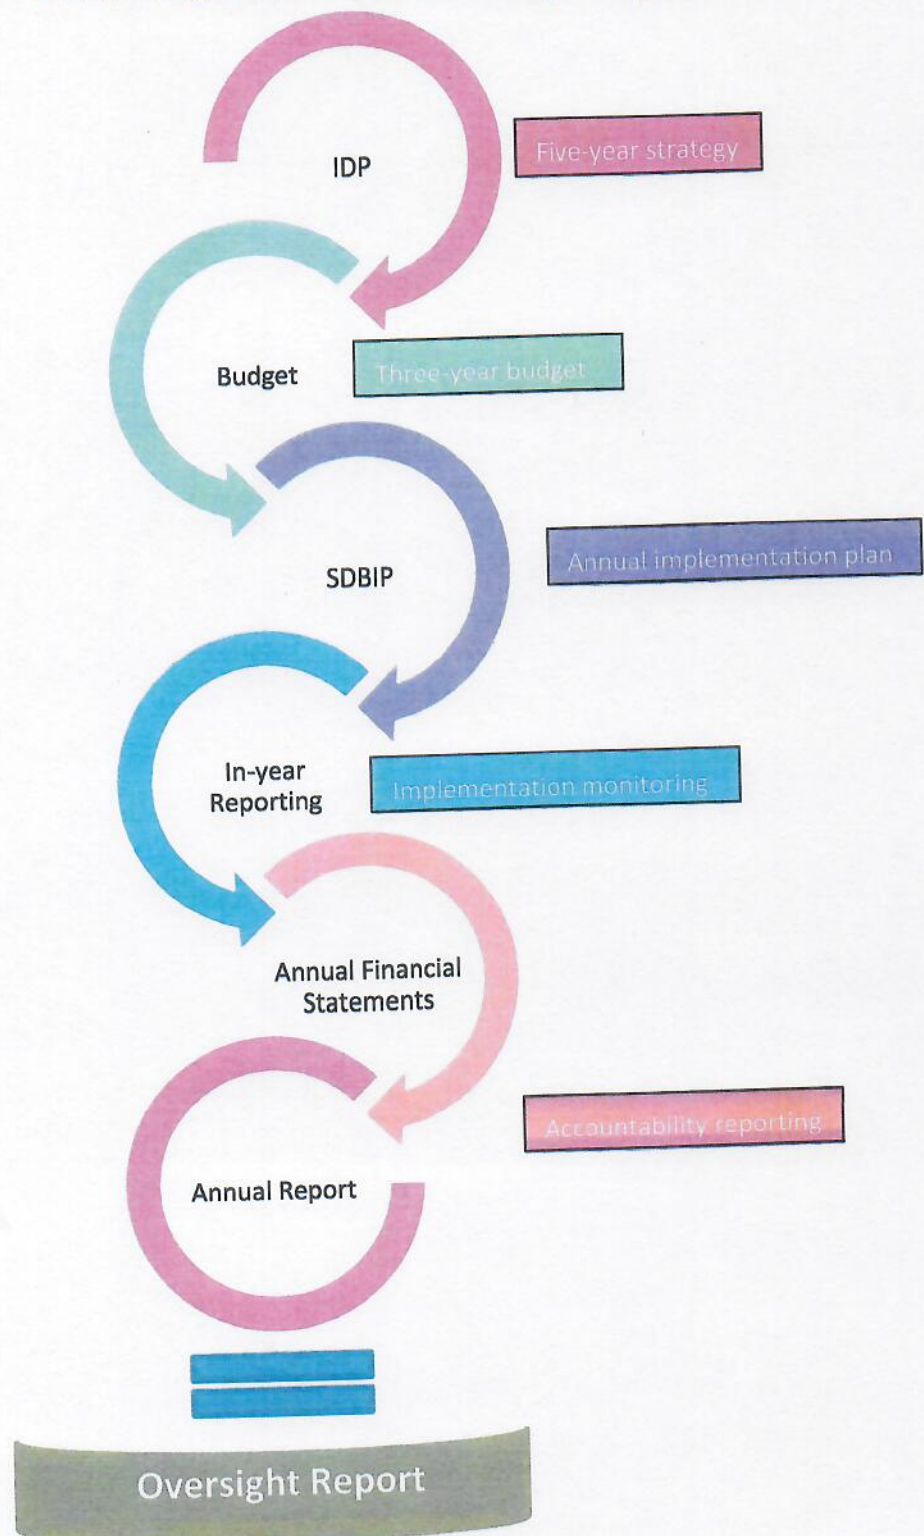 IDP
Five-year strategy
Budget
Three-year budget
SDBIP
Annual implementation plan
In-year
Reporting
Implementation monitoring
Annual Financial
Statements
Accountability reporting
Annual Report
Oversight Report